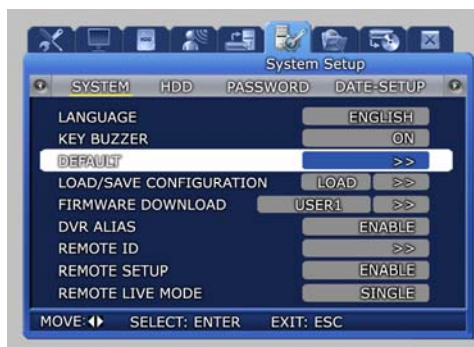 System Setup
SYSTEM HDD PASSWORD DATE-SETUP
LANGUAGE ENGLISH
KEY BUZZER ON
DEFAULT >>
LOAD/SAVE CONFIGURATION LOAD >>
FIRMWARE DOWNLOAD USER1 >>
DVR ALIAS ENABLE
REMOTE ID >>
REMOTE SETUP ENABLE
REMOTE LIVE MODE SINGLE
MOVE: SELECT: ENTER EXIT: ESC